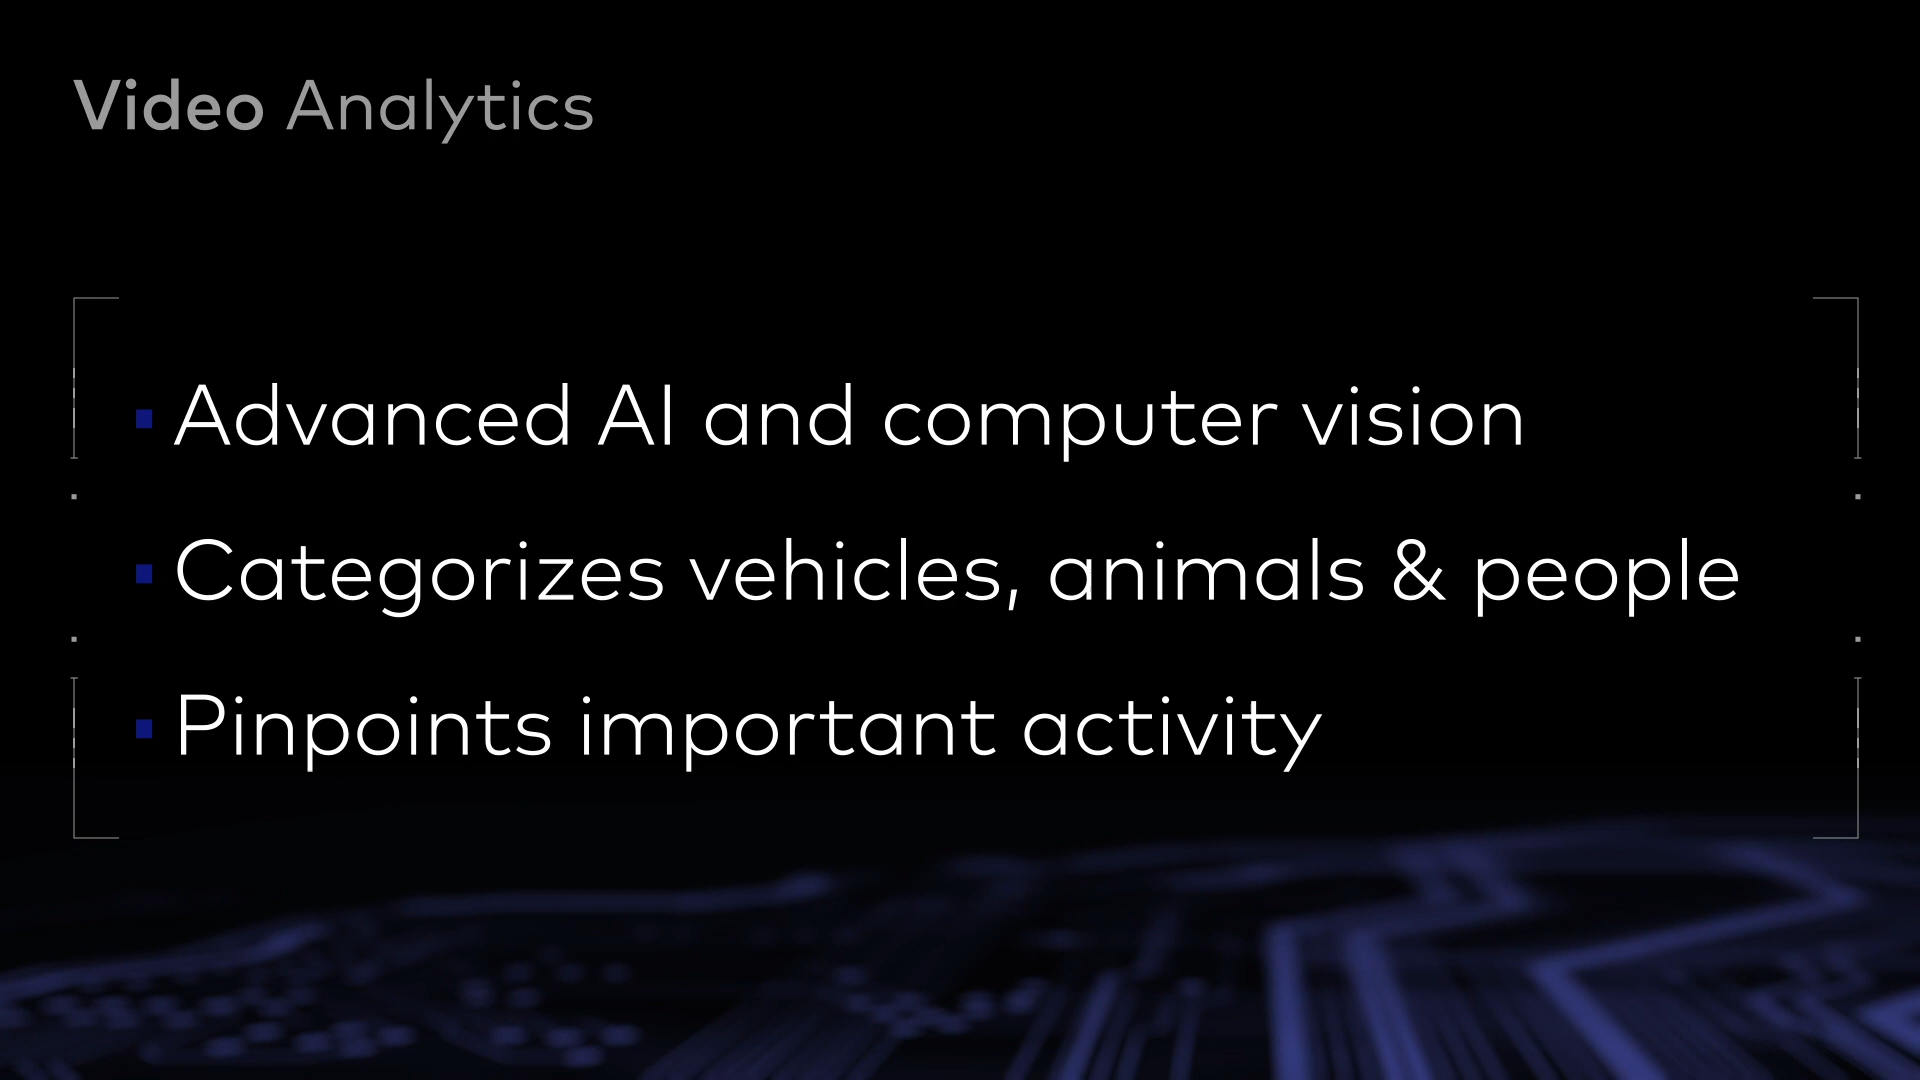 Video Analytics
Advanced AI and computer vision
Categorizes vehicles, animals & people
Pinpoints important activity